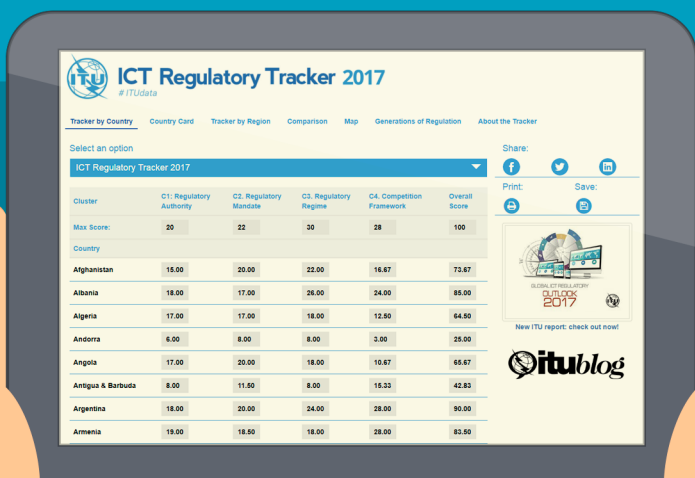 ITU
ICT Regulatory Tracker 2017
# ITUdata
Tracker by Country Country Card Tracker by Region Comparison Map Generations of Regulation About the Tracker
Select an option
ICT Regulatory Tracker 2017
Cluster C1: Regulatory Authority C2. Regulatory Mandate C3. Regulatory Regime C4. Competition Framework Overall Score
Max Score: 20 22 30 28 100
Country
Afghanistan 15.00 20.00 22.00 16.67 73.67
Albania 18.00 17.00 26.00 24.00 85.00
Algeria 17.00 17.00 18.00 12.50 64.50
Andorra 6.00 8.00 8.00 3.00 25.00
Angola 17.00 20.00 18.00 10.67 65.67
Antigua & Barbuda 8.00 11.50 8.00 15.33 42.83
Argentina 18.00 20.00 24.00 28.00 90.00
Armenia 19.00 18.50 18.00 28.00 83.50
Share:
Print: Save:
GLOBAL ICT REGULATORY
OUTLOOK
2017
New ITU report: check out now!
itublog